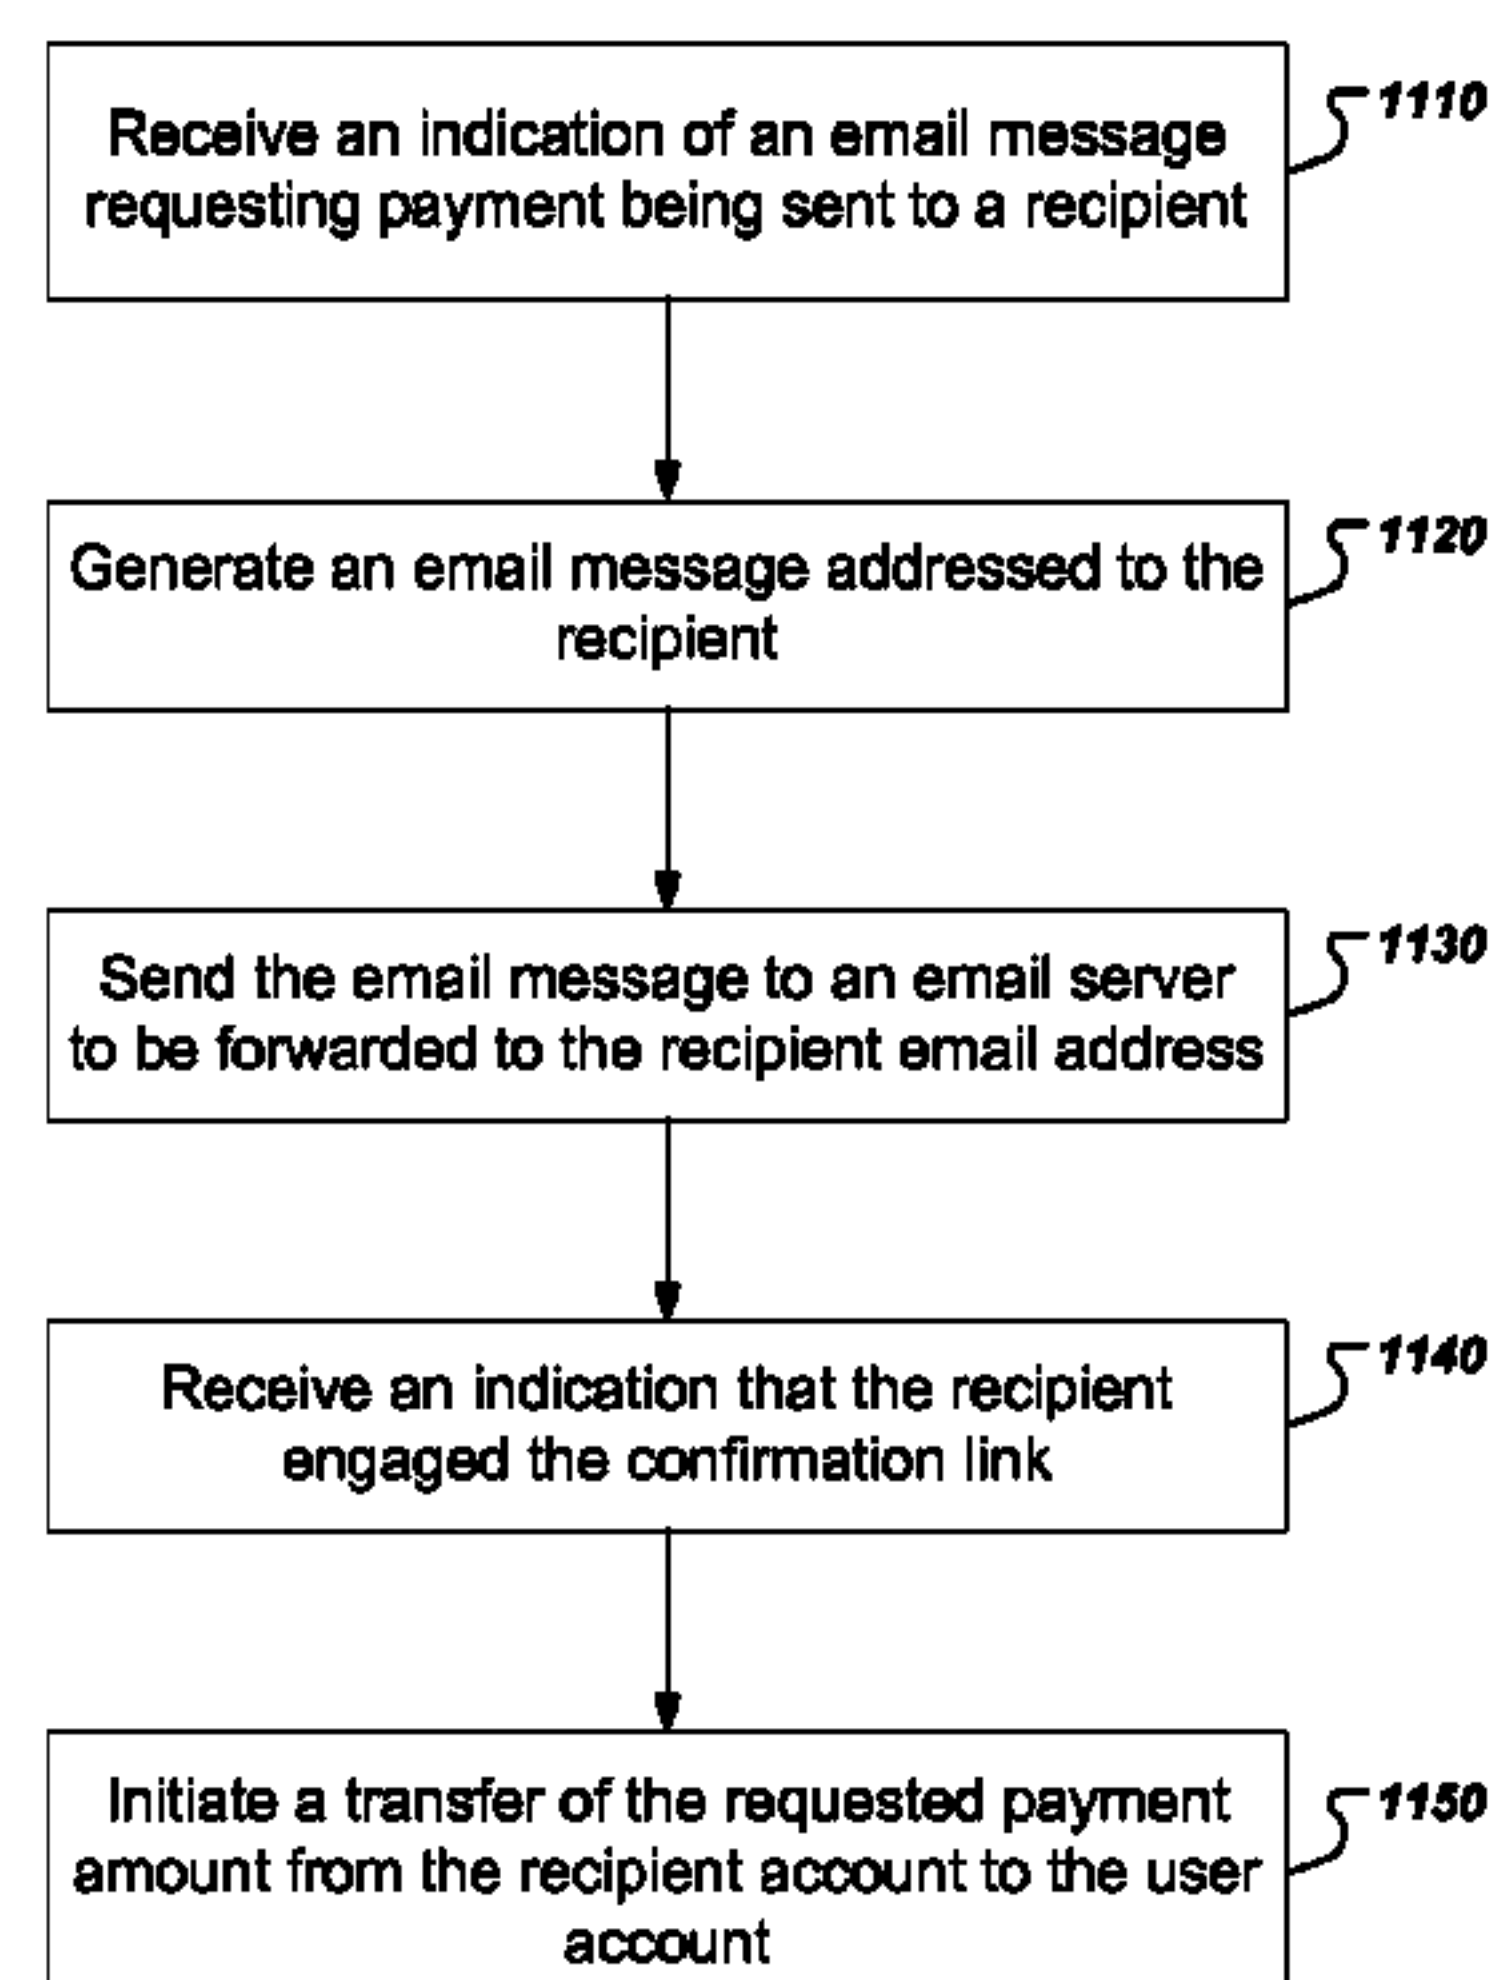 Receive an indication of an email message
requesting payment being sent to a recipient
1110
Generate an email message addressed to the
recipient
1120
Send the email message to an email server
to be forwarded to the recipient email address
1130
Receive an indication that the recipient
engaged the confirmation link
1140
Initiate a transfer of the requested payment
amount from the recipient account to the user
account
1150